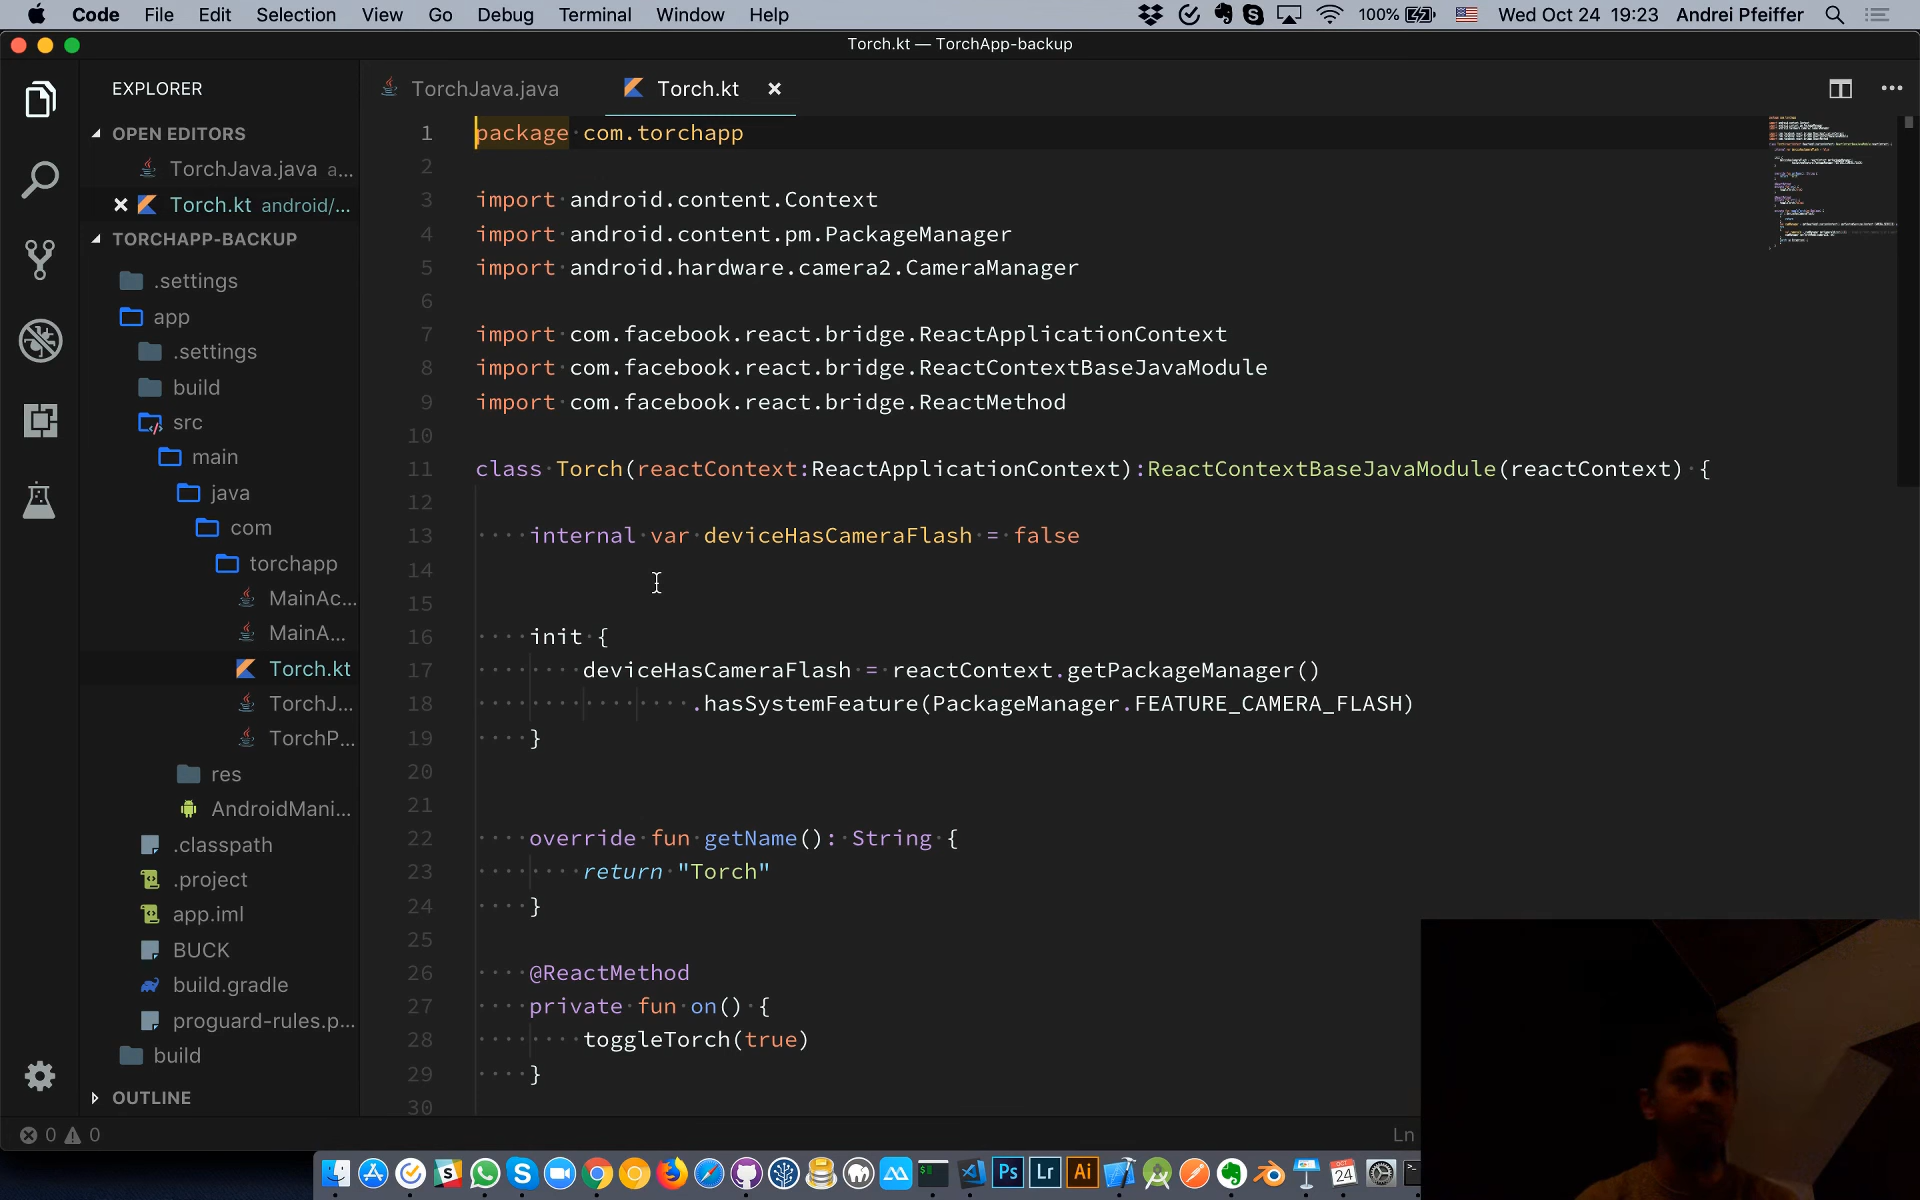 Code File Edit Selection View Go Debug Terminal Window Help 100% Wed Oct 24 19:23 Andrei Pfeiffer
Torch.kt — TorchApp-backup
EXPLORER
OPEN EDITORS
TorchJava.java a...
Torch.kt android/...
TORCHAPP-BACKUP
.settings
app
.settings
build
src
main
java
com
torchapp
MainAc...
MainA...
Torch.kt
TorchJ...
TorchP...
res
AndroidMani...
.classpath
.project
app.iml
BUCK
build.gradle
proguard-rules.p...
build
OUTLINE
TorchJava.java Torch.kt
1 package com.torchapp
2
3 import android.content.Context
4 import android.content.pm.PackageManager
5 import android.hardware.camera2.CameraManager
6
7 import com.facebook.react.bridge.ReactApplicationContext
8 import com.facebook.react.bridge.ReactContextBaseJavaModule
9 import com.facebook.react.bridge.ReactMethod
10
11 class Torch(reactContext:ReactApplicationContext):ReactContextBaseJavaModule(reactContext) {
12
13 internal var deviceHasCameraFlash = false
14
15
16 init {
17 deviceHasCameraFlash = reactContext.getPackageManager()
18 .hasSystemFeature(PackageManager.FEATURE_CAMERA_FLASH)
19 }
20
21
22 override fun getName(): String {
23 return "Torch"
24 }
25
26 @ReactMethod
27 private fun on() {
28 toggleTorch(true)
29 }
30
0 0 Ln
Ps Lr Ai 24